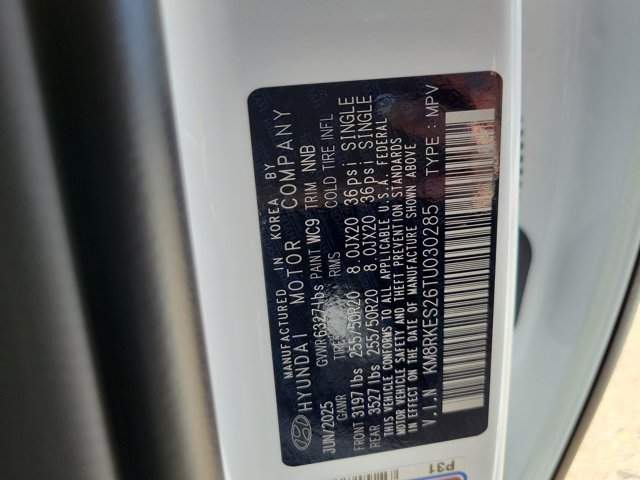 MANUFACTURED IN KOREA BY
HYUNDAI MOTOR COMPANY
JUN/2025 GVWR 6327 lbs PAINT WC9 TRIM NNB
GAWR TIRES RIMS COLD TIRE INFL
FRONT 3197 lbs 255/50R20 8.0JX20 36psi SINGLE
REAR 3527 lbs 255/50R20 8.0JX20 36psi SINGLE
THIS VEHICLE CONFORMS TO ALL APPLICABLE U.S.A. FEDERAL
MOTOR VEHICLE SAFETY AND THEFT PREVENTION STANDARDS
IN EFFECT ON THE DATE OF MANUFACTURE SHOWN ABOVE
V.I.N KM8RKES26TU030285 TYPE : MPV
P31